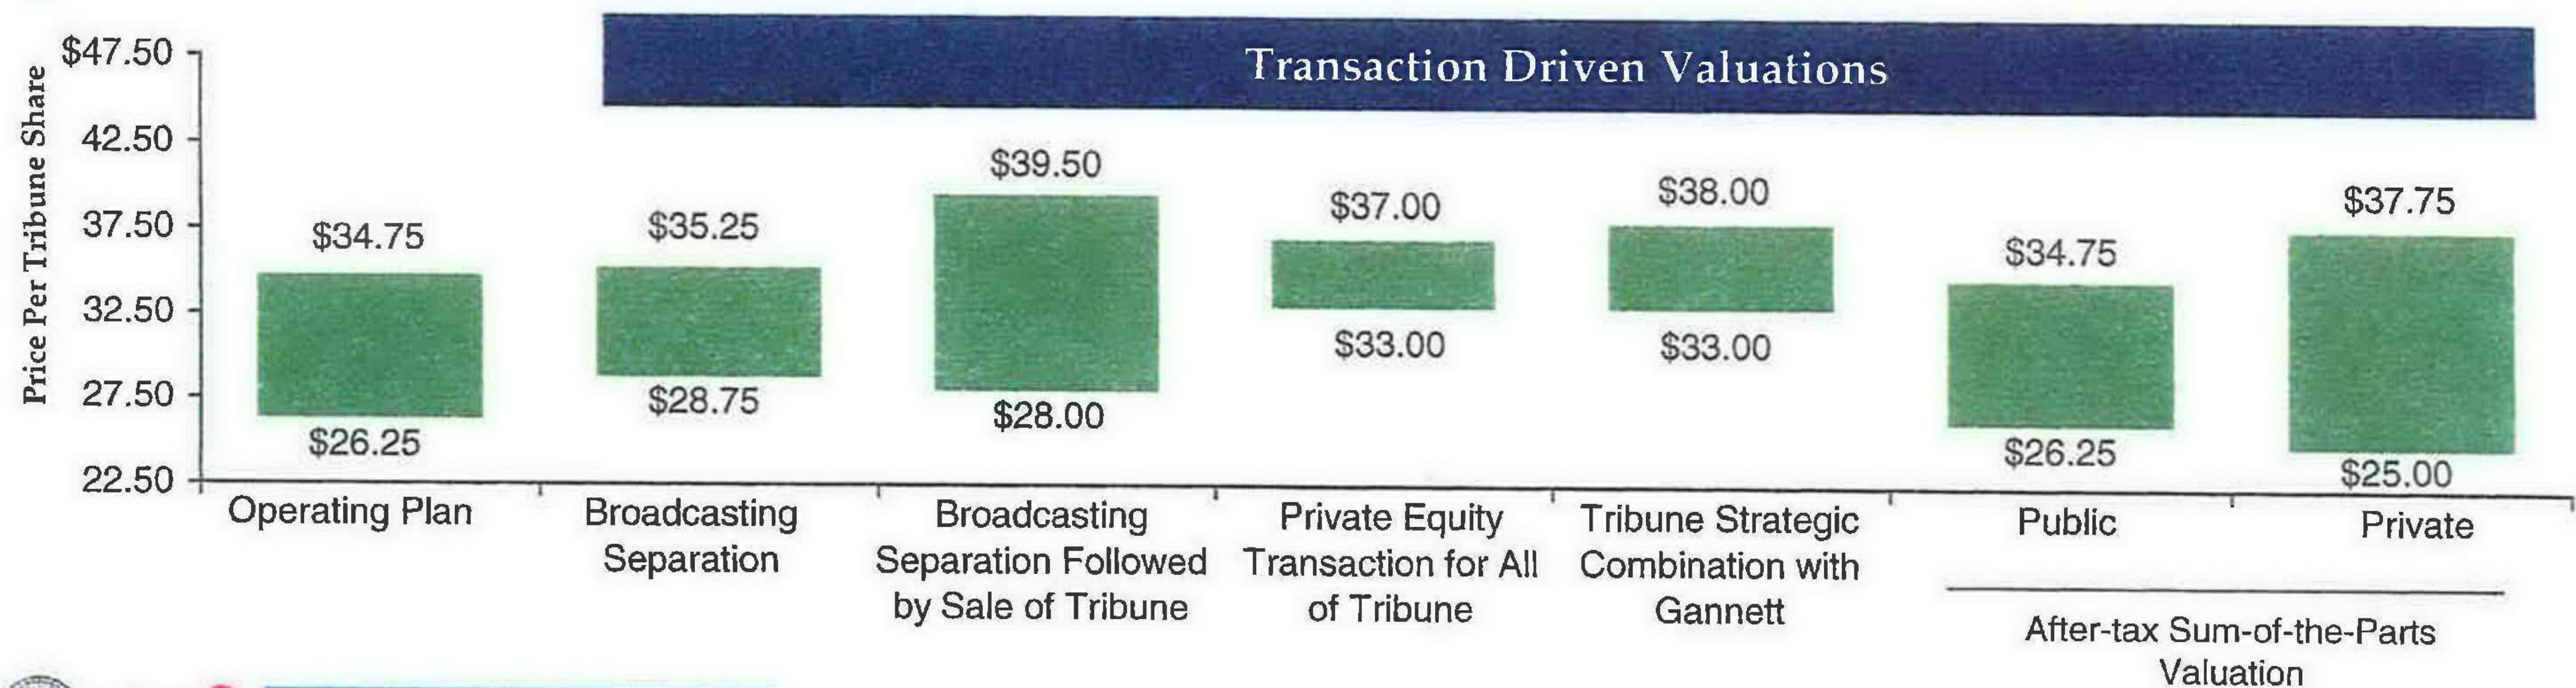 Transaction Driven Valuations
Price Per Tribune Share
$47.50
42.50
37.50
32.50
27.50
22.50
$34.75
$26.25
$35.25
$28.75
$39.50
$28.00
$37.00
$33.00
$38.00
$33.00
$34.75
$26.25
$37.75
$25.00
Operating Plan
Broadcasting
Separation
Broadcasting
Separation Followed
by Sale of Tribune
Private Equity
Transaction for All
of Tribune
Tribune Strategic
Combination with
Gannett
Public
Private
After-tax Sum-of-the-Parts
Valuation